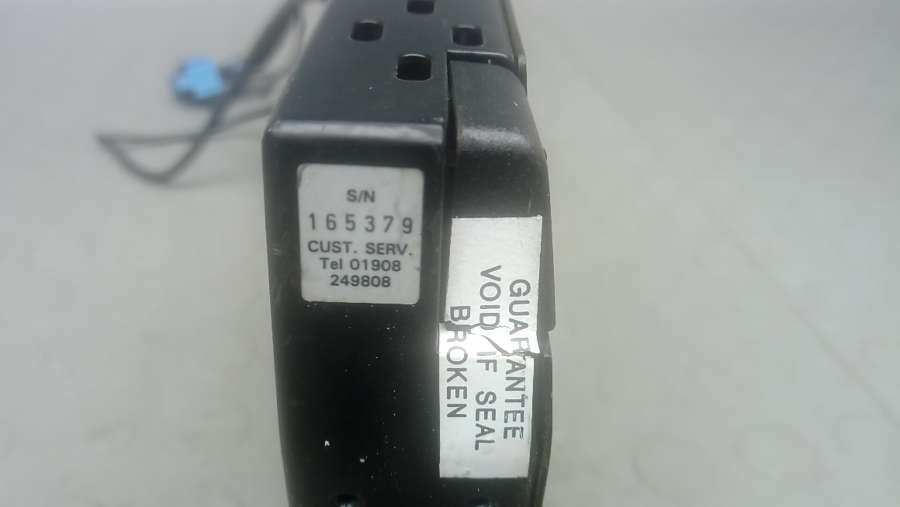 S/N
165379
CUST. SERV.
Tel 01908
249808
GUARANTEE
VOID IF SEAL
BROKEN